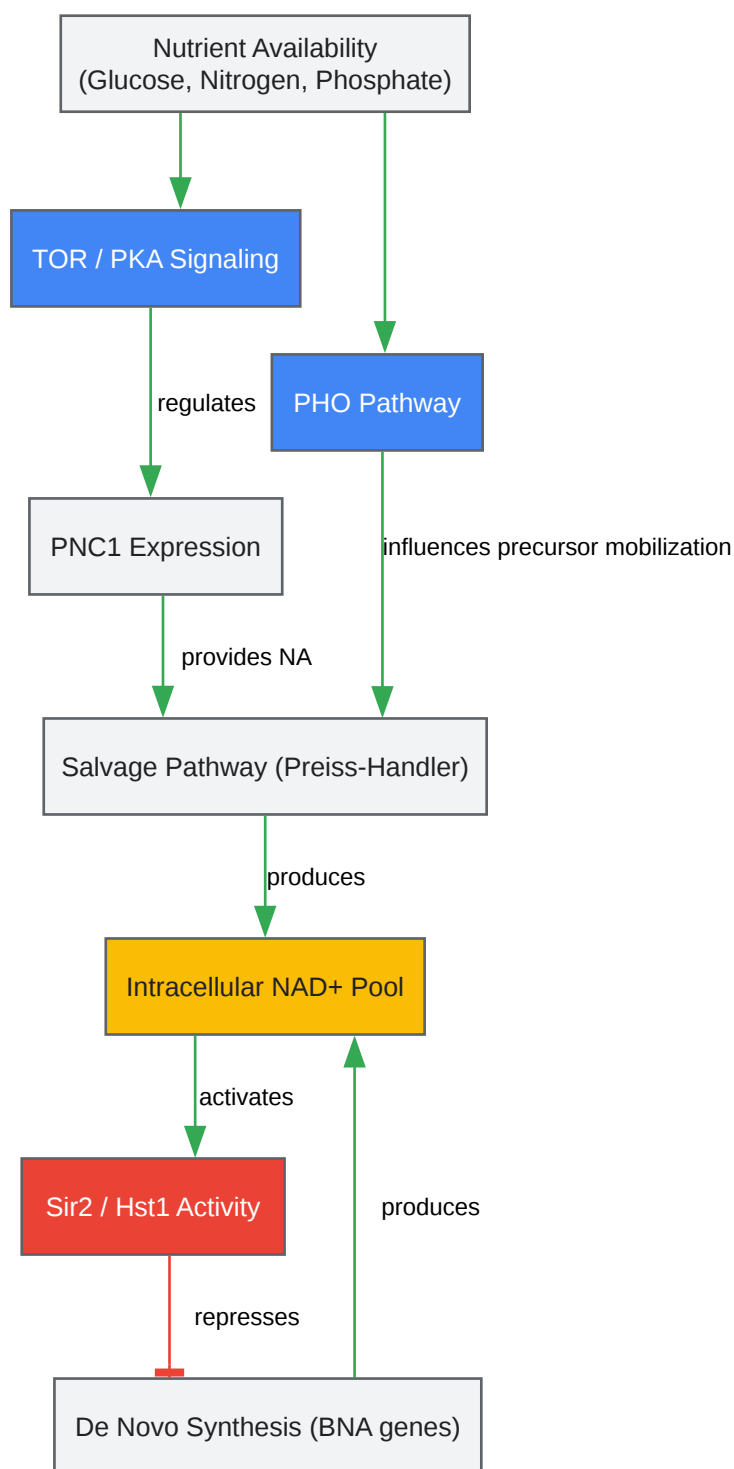 Nutrient Availability
(Glucose, Nitrogen, Phosphate)
TOR / PKA Signaling
regulates
PHO Pathway
PNC1 Expression
influences precursor mobilization
provides NA
Salvage Pathway (Preiss-Handler)
produces
Intracellular NAD+ Pool
activates
Sir2 / Hst1 Activity
produces
represses
De Novo Synthesis (BNA genes)